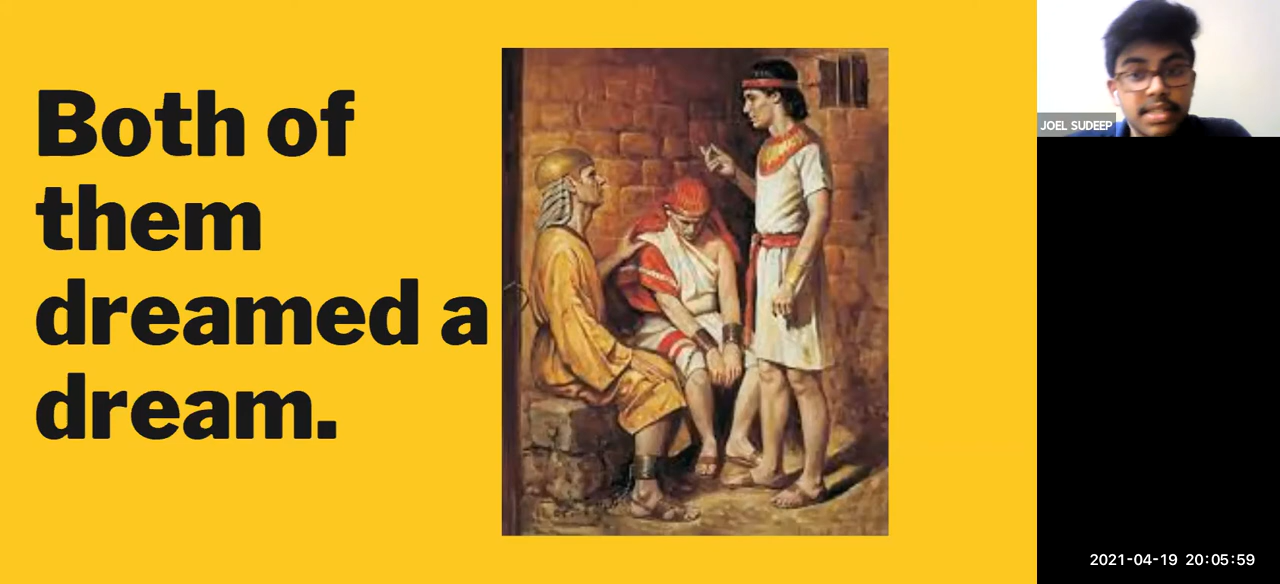 Both of
them
dreamed a
dream.
JOEL SUDEEP
2021-04-19 20:05:59